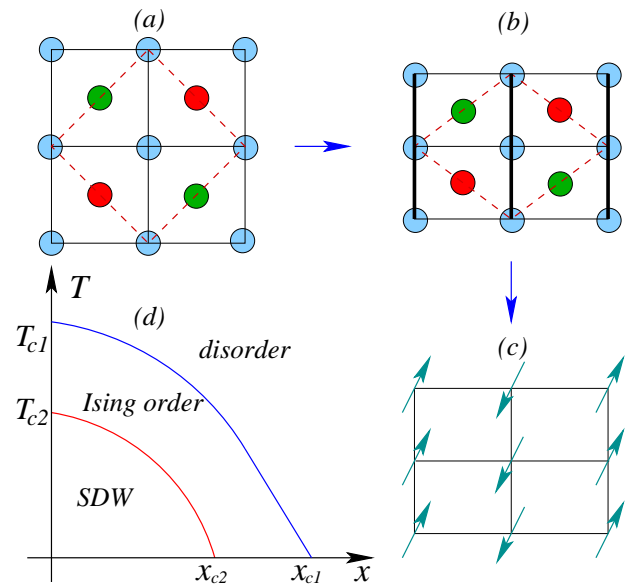 (a)
(b)
(c)
(d)
T
T_{c1}
disorder
Ising order
T_{c2}
SDW
x_{c2}
x_{c1}
x